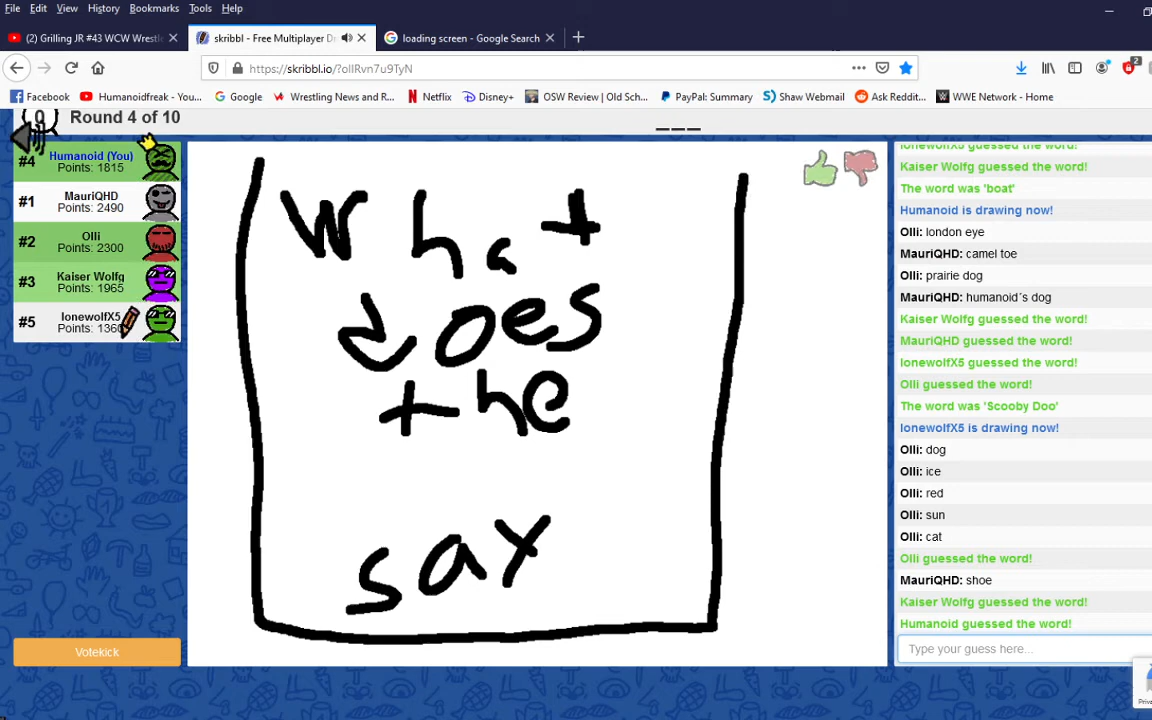 File Edit View History Bookmarks Tools Help
(2) Grilling JR #43 WCW Wrestl
skribbl - Free Multiplayer Dr
loading screen - Google Search
https://skribbl.io/?olIRvn7u9TyN
Facebook Humanoidfreak - You... Google Wrestling News and R... Netflix Disney+ OSW Review | Old Sch... PayPal: Summary Shaw Webmail Ask Reddit... WWE Network - Home
0 Round 4 of 10 _ _ _
#4 Humanoid (You)
Points: 1815
#1 MauriQHD
Points: 2490
#2 Olli
Points: 2300
#3 Kaiser Wolfg
Points: 1965
#5 lonewolfX5
Points: 1360
Votekick
What
does
the
say
lonewolfX5 guessed the word!
Kaiser Wolfg guessed the word!
The word was 'boat'
Humanoid is drawing now!
Olli: london eye
MauriQHD: camel toe
Olli: prairie dog
MauriQHD: humanoid´s dog
Kaiser Wolfg guessed the word!
MauriQHD guessed the word!
lonewolfX5 guessed the word!
Olli guessed the word!
The word was 'Scooby Doo'
lonewolfX5 is drawing now!
Olli: dog
Olli: ice
Olli: red
Olli: sun
Olli: cat
Olli guessed the word!
MauriQHD: shoe
Kaiser Wolfg guessed the word!
Humanoid guessed the word!
Type your guess here...